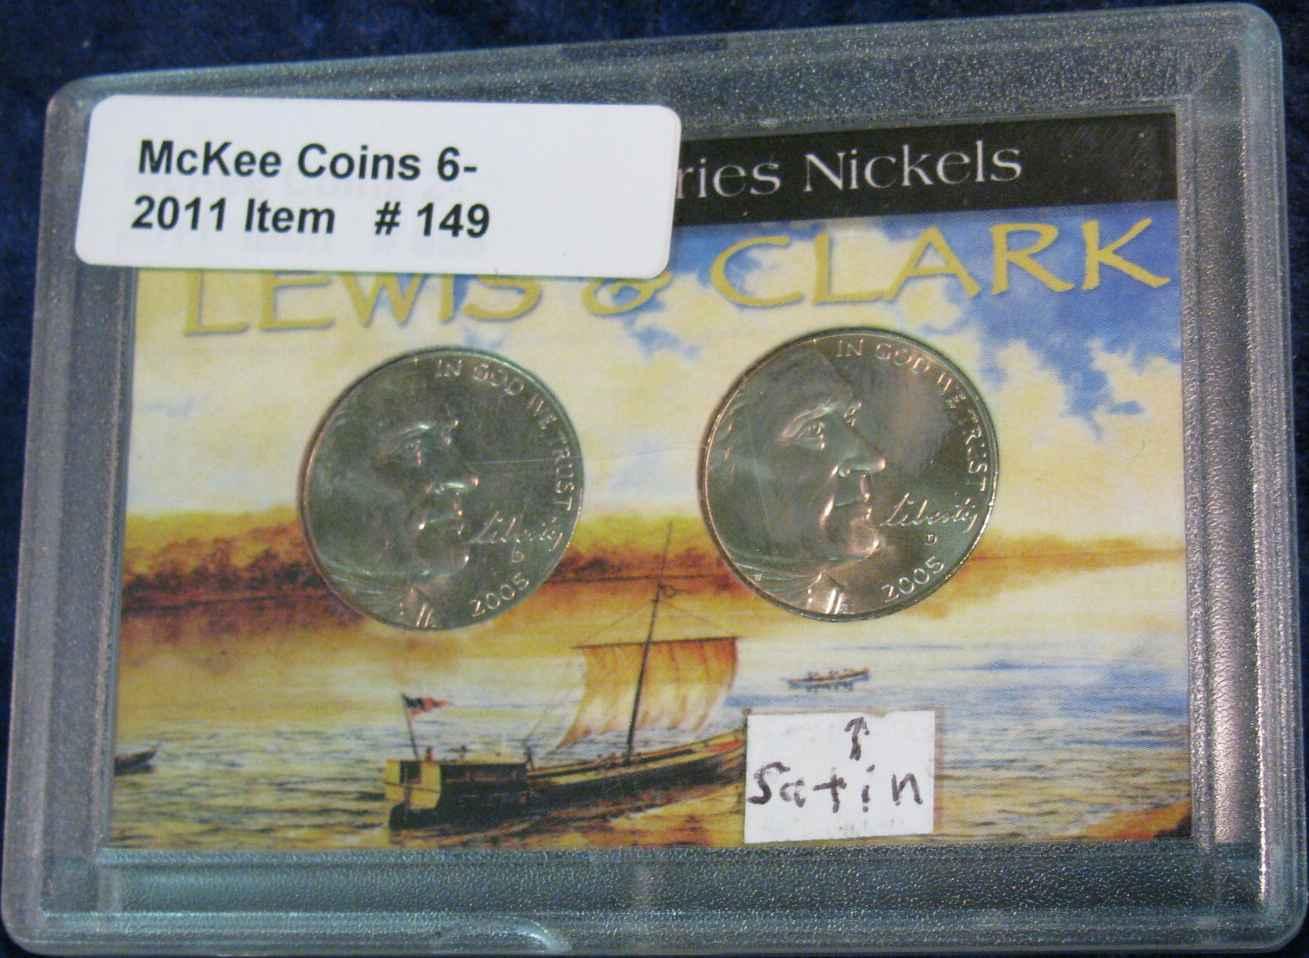 McKee Coins 6-
2011 Item # 149
ries Nickels
LEWIS & CLARK
IN GOD WE TRUST
Liberty
D
2005
IN GOD WE TRUST
Liberty
D
2005
↑
Satin